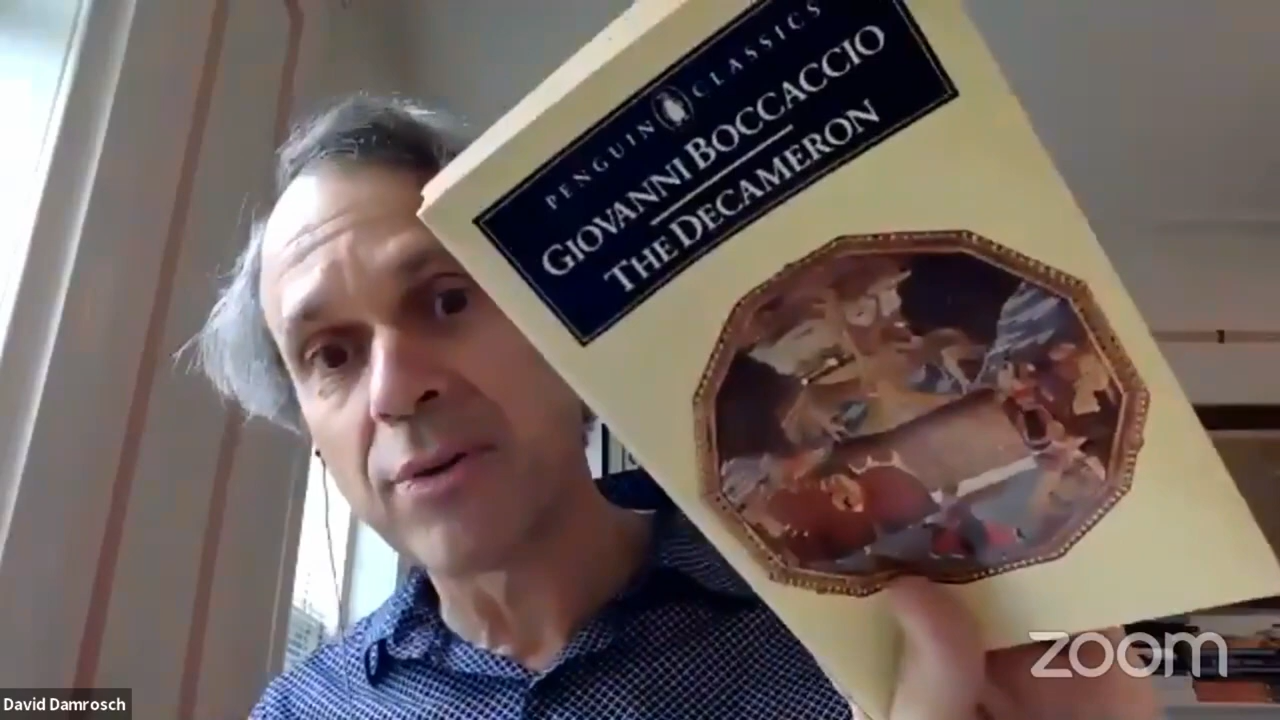 PENGUIN CLASSICS
GIOVANNI BOCCACCIO
THE DECAMERON
David Damrosch
zoom